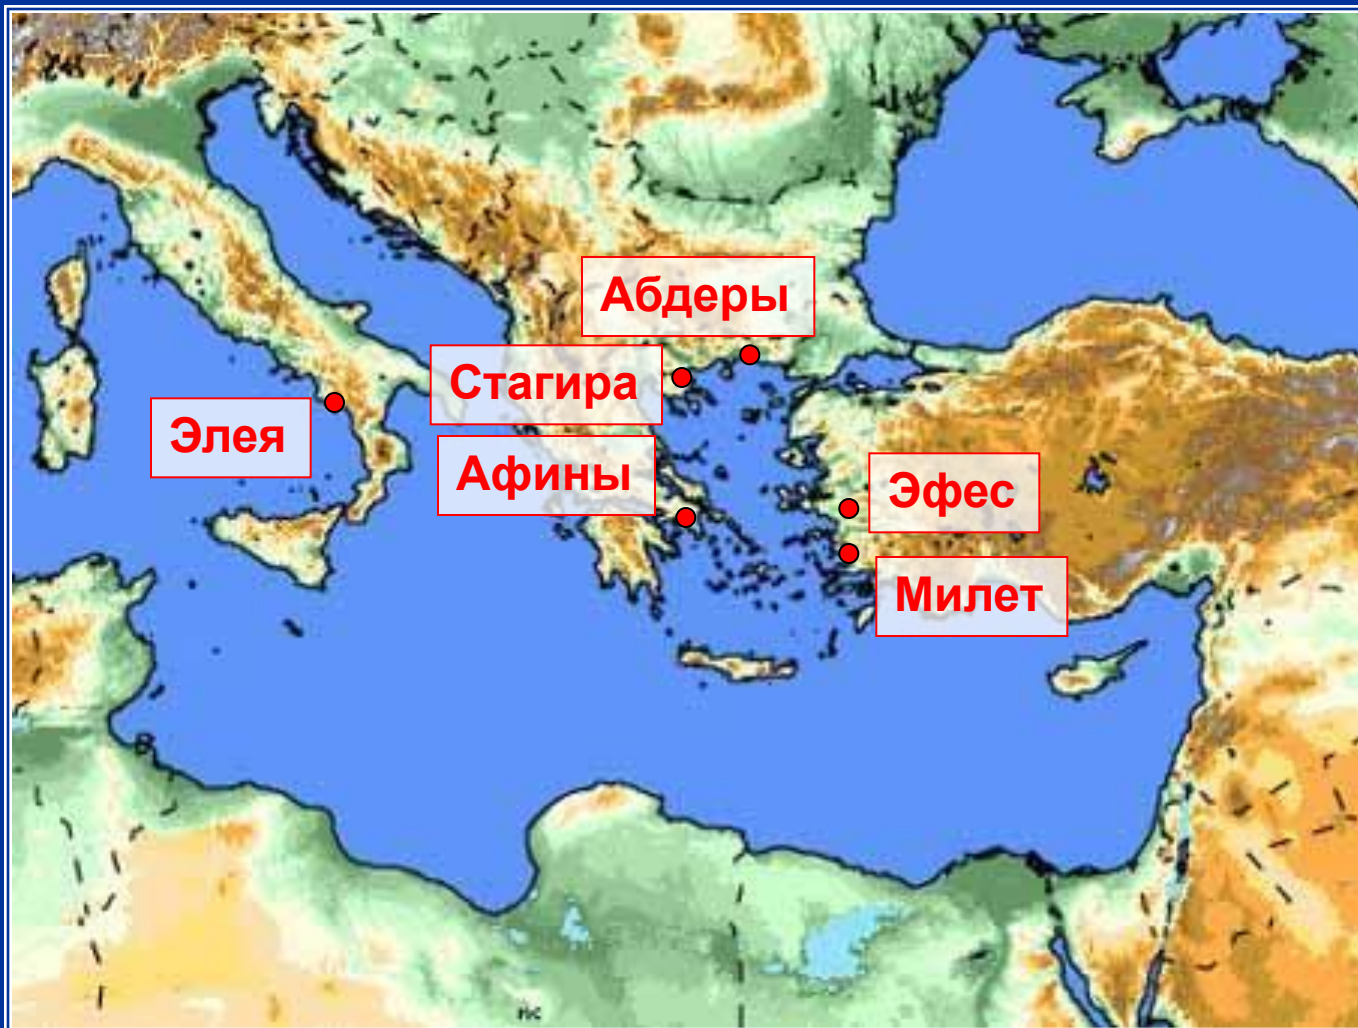 Абдеры
Стагира
Элея
Афины
Эфес
Милет